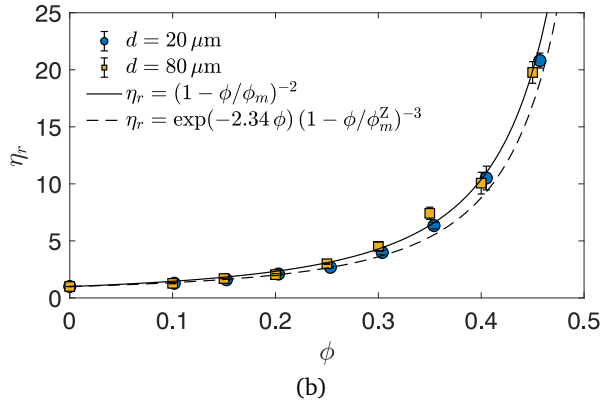 25
20
15
10
5
0
η_r
d = 20 μm
d = 80 μm
η_r = (1 − φ/φ_m)^−2
η_r = exp(−2.34 φ) (1 − φ/φ_m^Z)^−3
0 0.1 0.2 0.3 0.4 0.5
φ
(b)